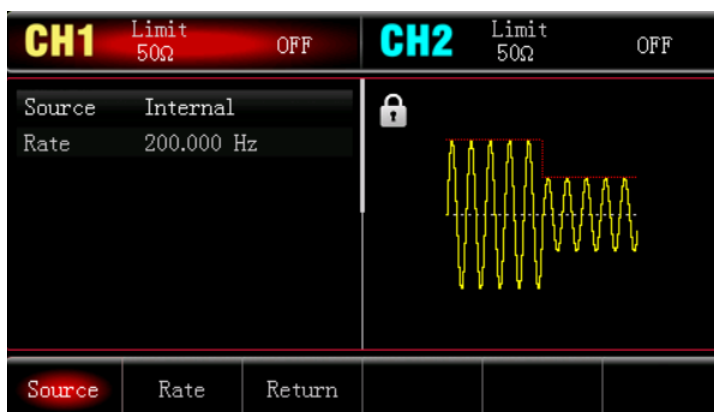 CH1 Limit 50Ω OFF
CH2 Limit 50Ω OFF
Source Internal
Rate 200.000 Hz
Source Rate Return